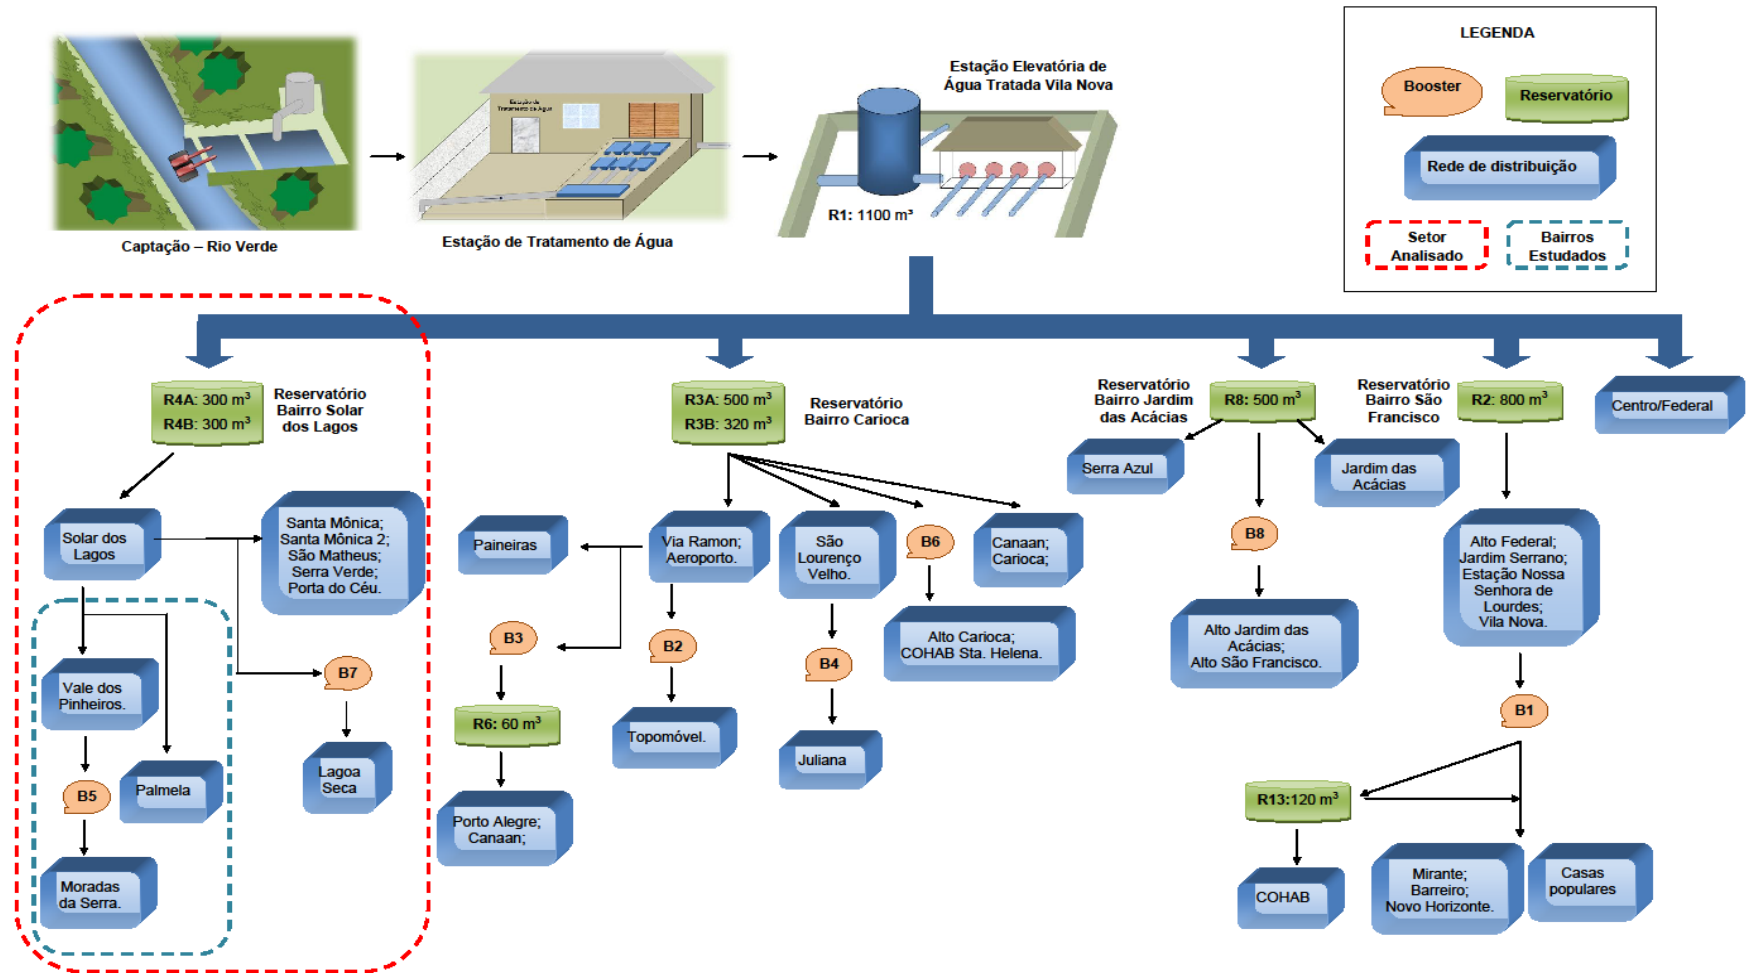 LEGENDA
Booster
Reservatório
Rede de distribuição
Setor
Analisado
Bairros
Estudados
Estação de
Tratamento de Água
Captação – Rio Verde
Estação de Tratamento de Água
Estação Elevatória de
Água Tratada Vila Nova
R1: 1100 m³
R4A: 300 m³
R4B: 300 m³
Reservatório
Bairro Solar
dos Lagos
R3A: 500 m³
R3B: 320 m³
Reservatório
Bairro Carioca
Reservatório
Bairro Jardim
das Acácias
R8: 500 m³
Reservatório
Bairro São
Francisco
R2: 800 m³
Centro/Federal
Solar dos
Lagos
Santa Mônica;
Santa Mônica 2;
São Matheus;
Serra Verde;
Porta do Céu.
Vale dos
Pinheiros.
B7
B5
Palmela
Lagoa
Seca
Moradas
da Serra.
Paineiras
Via Ramon;
Aeroporto.
São
Lourenço
Velho.
B6
Canaan;
Carioca;
B3
B2
B4
Alto Carioca;
COHAB Sta. Helena.
R6: 60 m³
Topomóvel.
Juliana
Porto Alegre;
Canaan;
Serra Azul
Jardim das
Acácias
B8
Alto Jardim das
Acácias;
Alto São Francisco.
Alto Federal;
Jardim Serrano;
Estação Nossa
Senhora de
Lourdes;
Vila Nova.
B1
R13:120 m³
COHAB
Mirante;
Barreiro;
Novo Horizonte.
Casas
populares